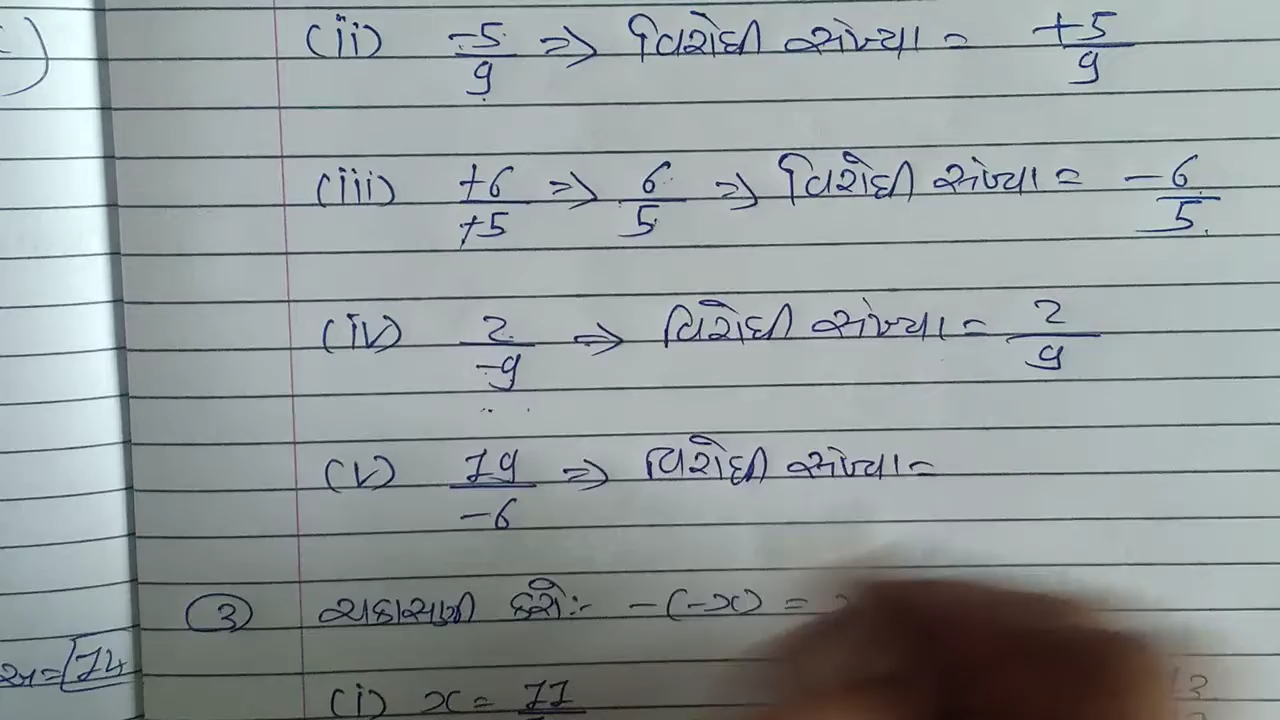 (ii) -5/9 => વિરોધી સંખ્યા = +5/9
(iii) +6/+5 => 6/5 => વિરોધી સંખ્યા = -6/5
(iv) 2/-9 => વિરોધી સંખ્યા = 2/9
(v) 19/-6 => વિરોધી સંખ્યા =
(3) ચકાસણી કરો:- -(-x) =
(i) x = 11